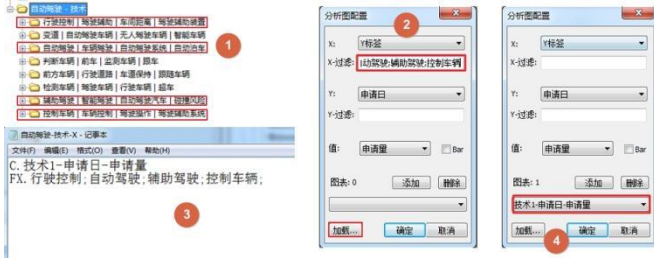 自动驾驶 - 技术
行驶控制 | 驾驶辅助 | 车间距离 | 驾驶辅助装置
变道 | 自动驾驶车辆 | 无人驾驶车辆 | 智能车辆
自动驾驶 | 车辆驾驶 | 自动驾驶系统 | 自动泊车
判断车辆 | 前车 | 监测车辆 | 跟车
前方车辆 | 行驶道路 | 车道保持 | 跟随车辆
检测车辆 | 驾驶车辆 | 行驶车辆 | 超车
辅助驾驶 | 智能驾驶 | 自动驾驶汽车 | 碰撞风险
控制车辆 | 车辆控制 | 驾驶操作 | 驾驶辅助系统
1
自动驾驶-技术-X - 记事本
文件(F) 编辑(E) 格式(O) 查看(V) 帮助(H)
C.技术1-申请日-申请量
FX.行驶控制;自动驾驶;辅助驾驶;控制车辆;
3
分析图配置
2
X: Y标签
X-过滤: 动驾驶;辅助驾驶;控制车辆
Y: 申请日
Y-过滤:
值: 申请量 Bar
图表: 0 添加 删除
加载... 确定 取消
分析图配置
X: Y标签
X-过滤:
Y: 申请日
Y-过滤:
值: 申请量 Bar
图表: 1 添加 删除
技术1-申请日-申请量
加载... 确定 取消
4